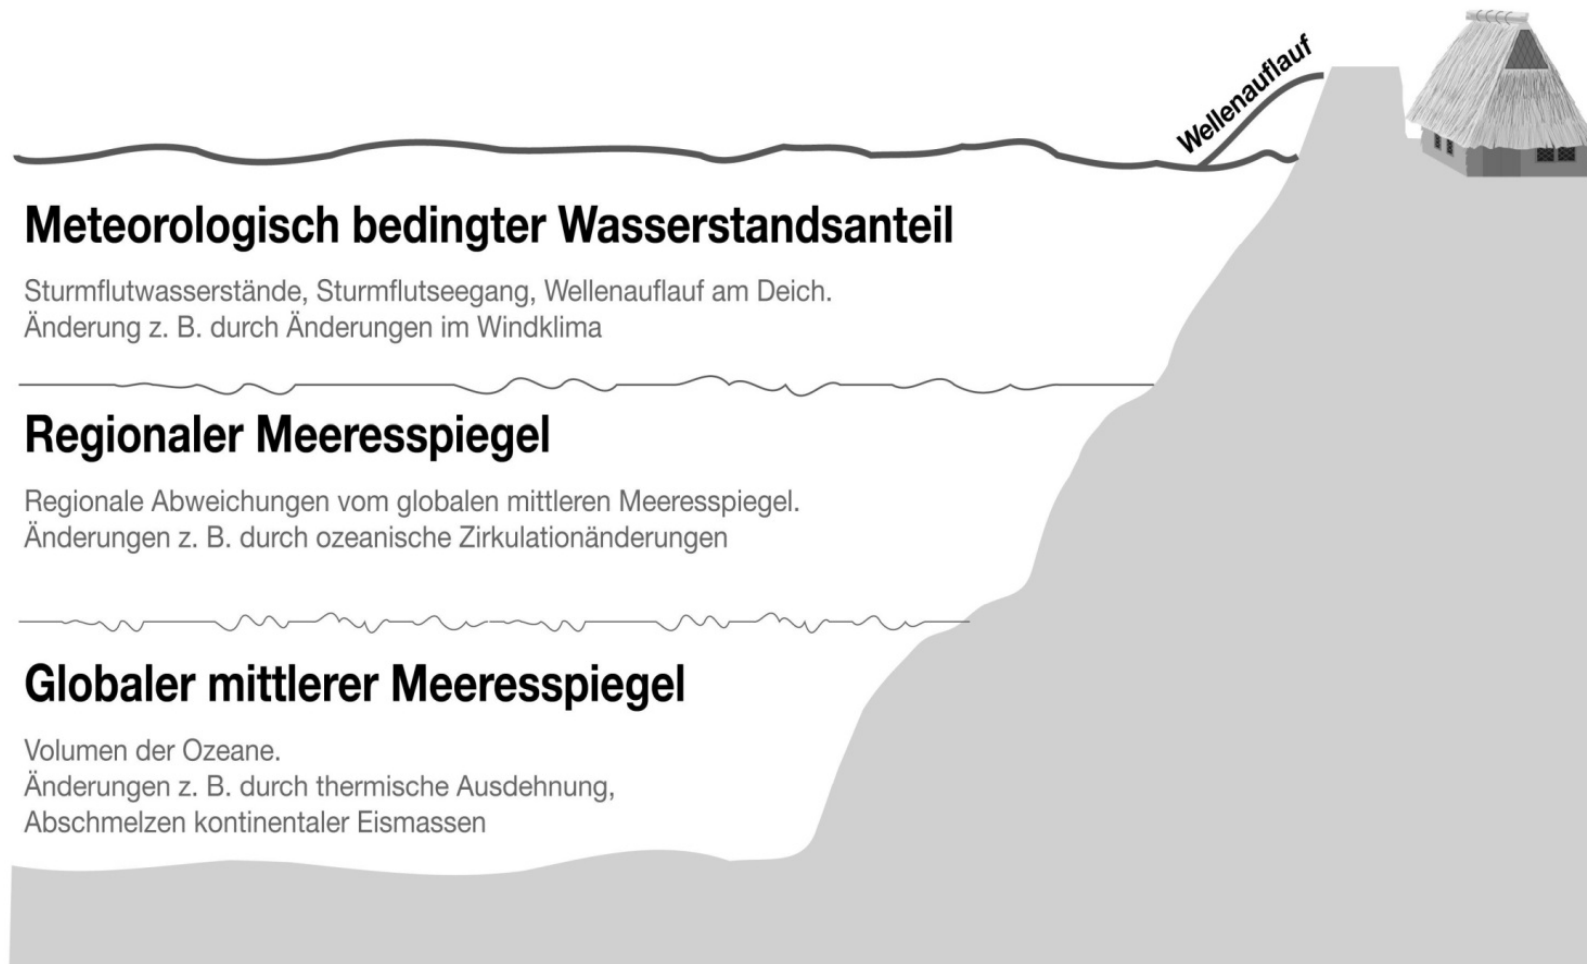 Wellenauflauf
Meteorologisch bedingter Wasserstandsanteil
Sturmflutwasserstände, Sturmflutseegang, Wellenauflauf am Deich.
Änderung z. B. durch Änderungen im Windklima
Regionaler Meeresspiegel
Regionale Abweichungen vom globalen mittleren Meeresspiegel.
Änderungen z. B. durch ozeanische Zirkulationänderungen
Globaler mittlerer Meeresspiegel
Volumen der Ozeane.
Änderungen z. B. durch thermische Ausdehnung,
Abschmelzen kontinentaler Eismassen